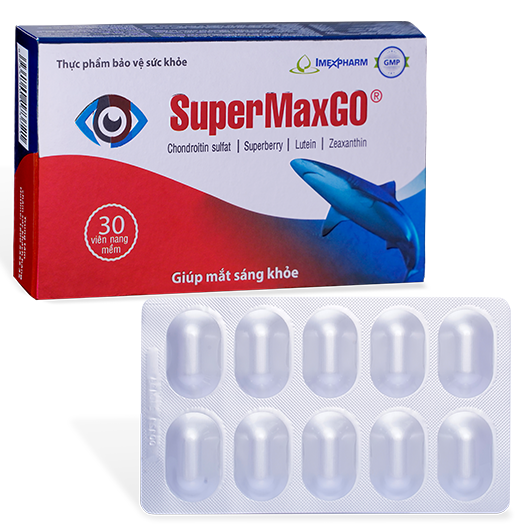 Thực phẩm bảo vệ sức khỏe
IMEXPHARM
GMP
SuperMaxGO®
Chondroitin sulfat | Superberry | Lutein | Zeaxanthin
30
viên nang
mềm
Giúp mắt sáng khỏe